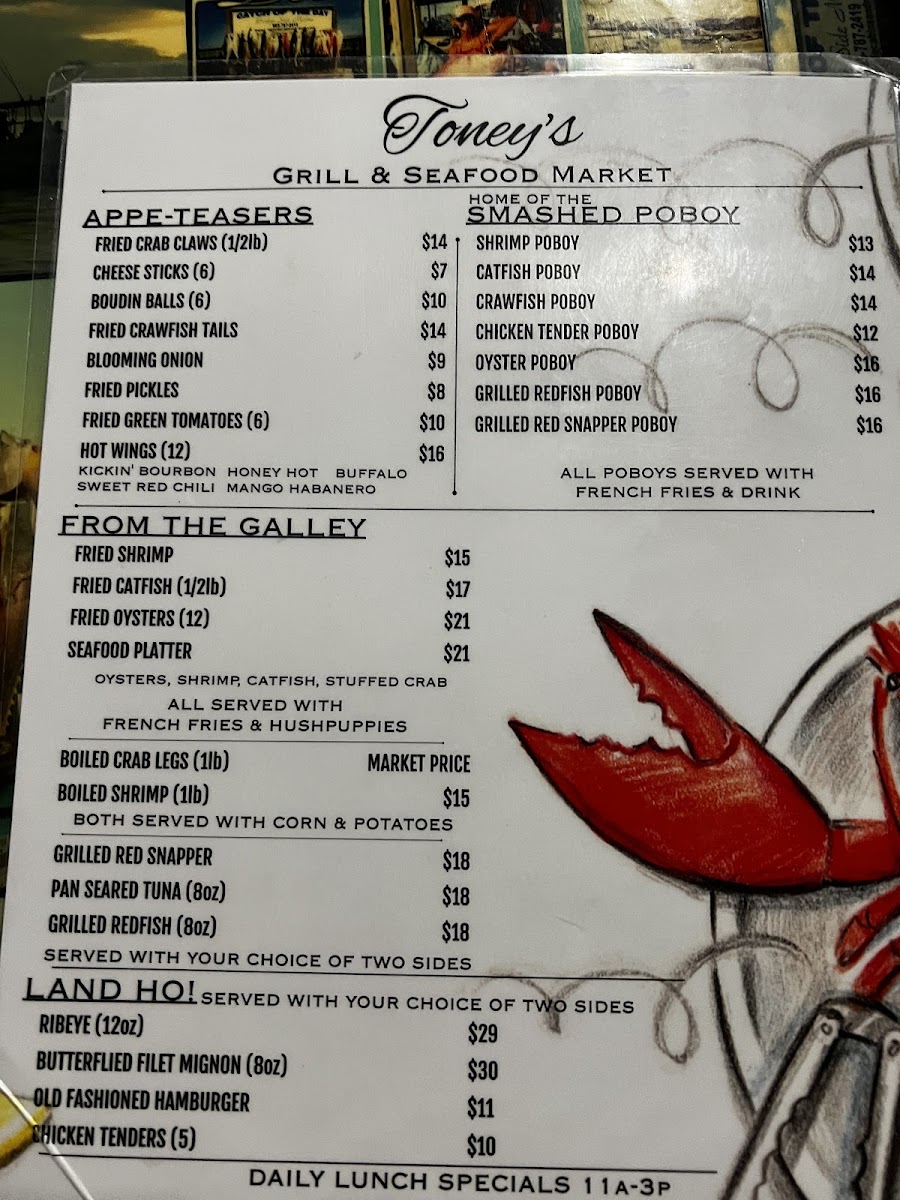 CATCH OF THE DAY
787-2419
Toney's
GRILL & SEAFOOD MARKET
APPE-TEASERS
FRIED CRAB CLAWS (1/2lb) $14
CHEESE STICKS (6) $7
BOUDIN BALLS (6) $10
FRIED CRAWFISH TAILS $14
BLOOMING ONION $9
FRIED PICKLES $8
FRIED GREEN TOMATOES (6) $10
HOT WINGS (12) $16
KICKIN' BOURBON HONEY HOT BUFFALO
SWEET RED CHILI MANGO HABANERO
HOME OF THE
SMASHED POBOY
SHRIMP POBOY $13
CATFISH POBOY $14
CRAWFISH POBOY $14
CHICKEN TENDER POBOY $12
OYSTER POBOY $16
GRILLED REDFISH POBOY $16
GRILLED RED SNAPPER POBOY $16
ALL POBOYS SERVED WITH
FRENCH FRIES & DRINK
FROM THE GALLEY
FRIED SHRIMP $15
FRIED CATFISH (1/2lb) $17
FRIED OYSTERS (12) $21
SEAFOOD PLATTER $21
OYSTERS, SHRIMP, CATFISH, STUFFED CRAB
ALL SERVED WITH
FRENCH FRIES & HUSHPUPPIES
BOILED CRAB LEGS (1lb) MARKET PRICE
BOILED SHRIMP (1lb) $15
BOTH SERVED WITH CORN & POTATOES
GRILLED RED SNAPPER $18
PAN SEARED TUNA (8oz) $18
GRILLED REDFISH (8oz) $18
SERVED WITH YOUR CHOICE OF TWO SIDES
LAND HO! SERVED WITH YOUR CHOICE OF TWO SIDES
RIBEYE (12oz) $29
BUTTERFLIED FILET MIGNON (8oz) $30
OLD FASHIONED HAMBURGER $11
CHICKEN TENDERS (5) $10
DAILY LUNCH SPECIALS 11A-3P